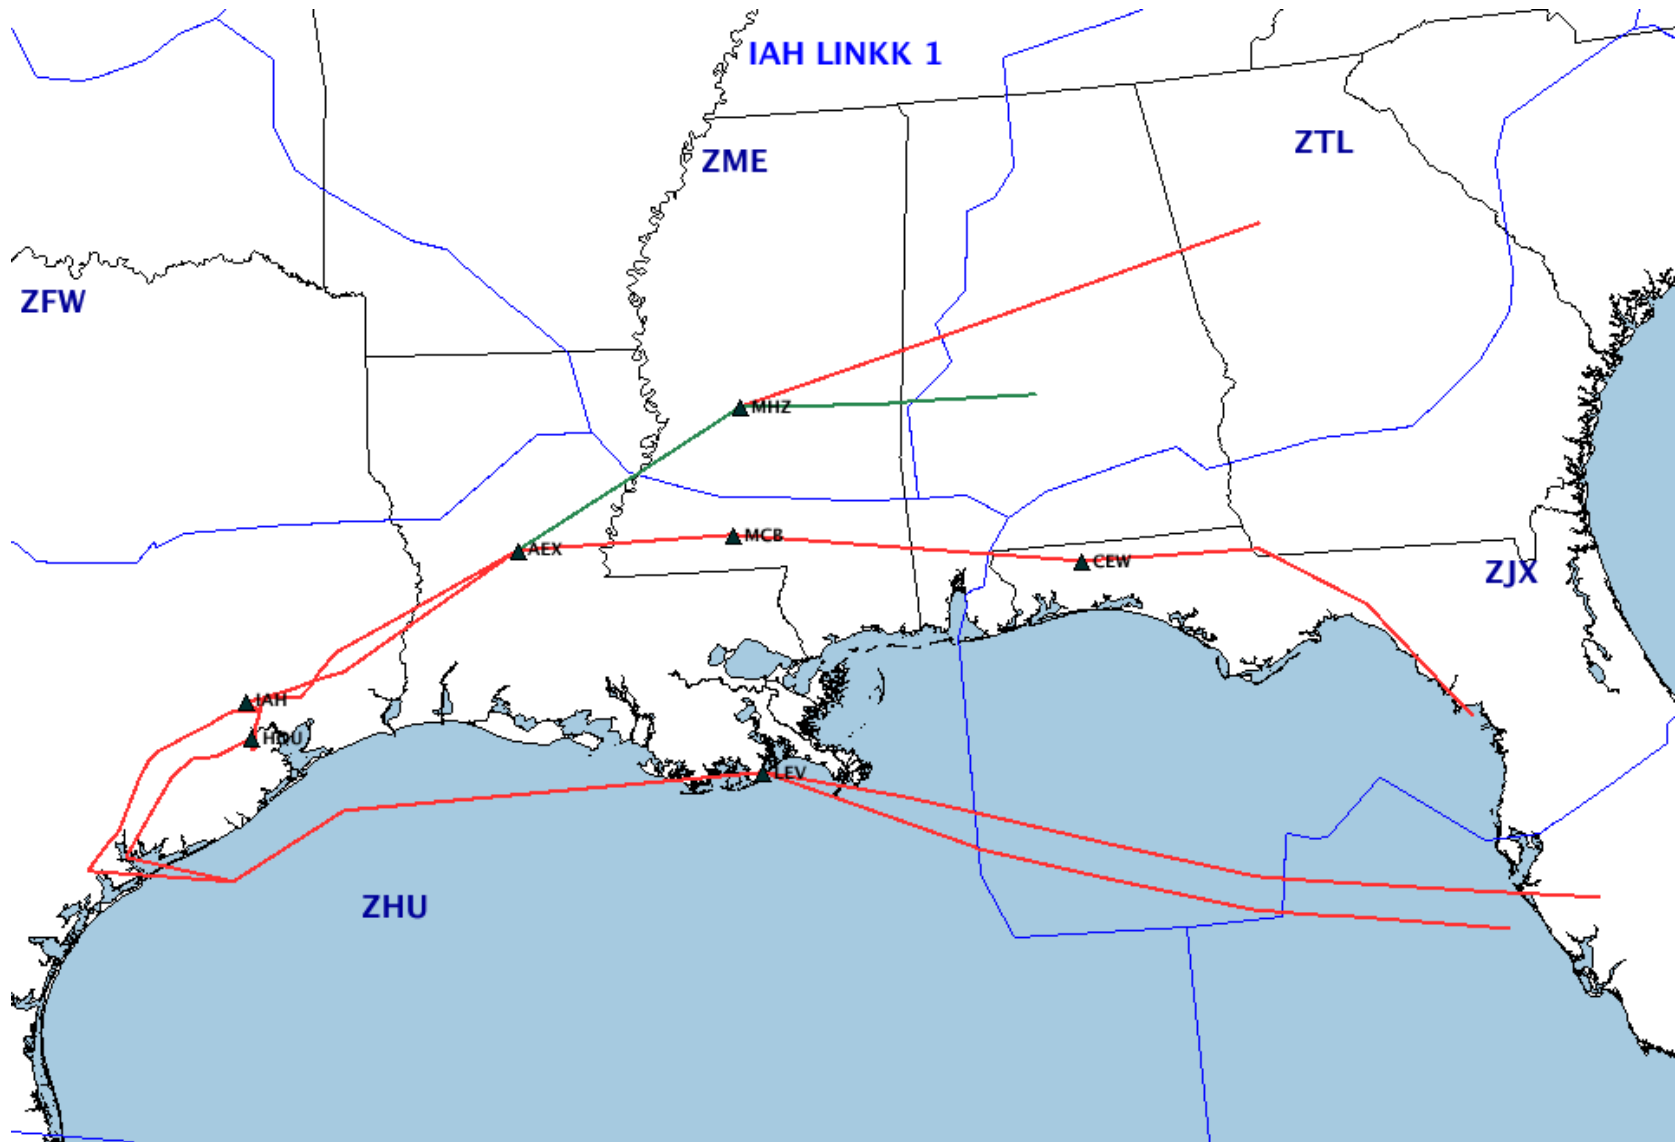 IAH LINKK 1
ZTL
ZME
ZFW
MHZ
MCB
AEX
CEW
ZJX
IAH
HOU
LEV
ZHU